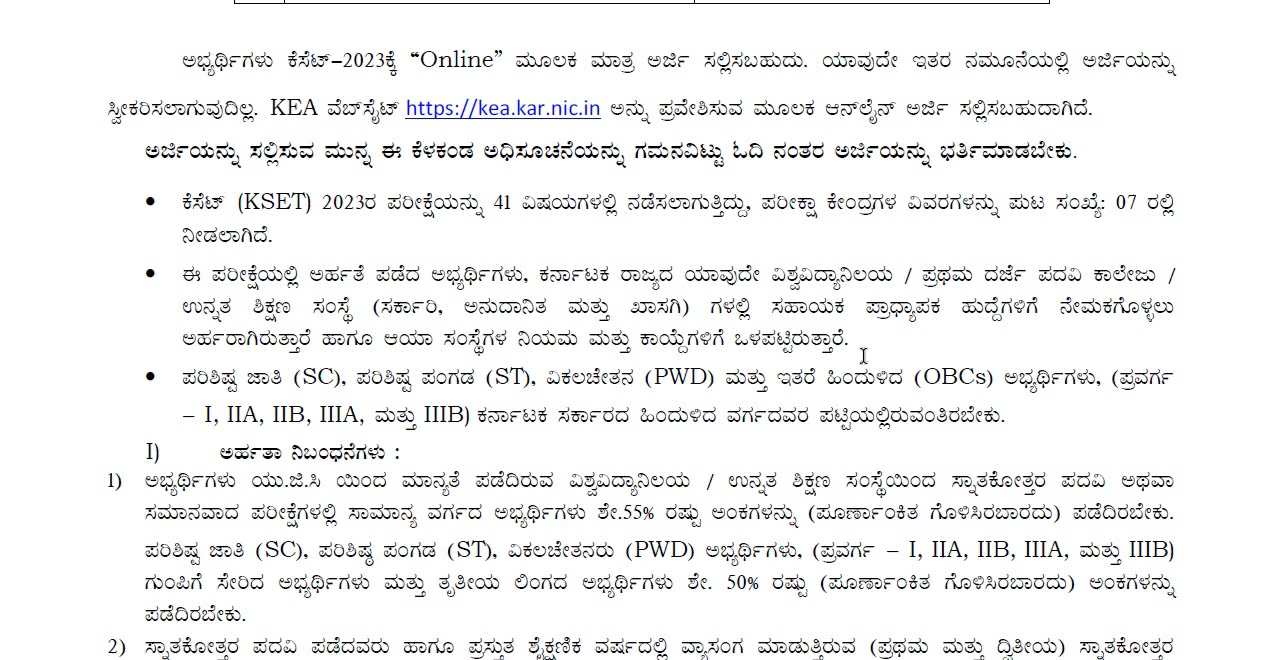 ಅಭ್ಯರ್ಥಿಗಳು ಕೆಸೆಟ್–2023ಕ್ಕೆ “Online” ಮೂಲಕ ಮಾತ್ರ ಅರ್ಜಿ ಸಲ್ಲಿಸಬಹುದು. ಯಾವುದೇ ಇತರ ನಮೂನೆಯಲ್ಲಿ ಅರ್ಜಿಯನ್ನು
ಸ್ವೀಕರಿಸಲಾಗುವುದಿಲ್ಲ. KEA ವೆಬ್‌ಸೈಟ್ https://kea.kar.nic.in ಅನ್ನು ಪ್ರವೇಶಿಸುವ ಮೂಲಕ ಆನ್‌ಲೈನ್ ಅರ್ಜಿ ಸಲ್ಲಿಸಬಹುದಾಗಿದೆ.
ಅರ್ಜಿಯನ್ನು ಸಲ್ಲಿಸುವ ಮುನ್ನ ಈ ಕೆಳಕಂಡ ಅಧಿಸೂಚನೆಯನ್ನು ಗಮನವಿಟ್ಟು ಓದಿ ನಂತರ ಅರ್ಜಿಯನ್ನು ಭರ್ತಿಮಾಡಬೇಕು.
• ಕೆಸೆಟ್ (KSET) 2023ರ ಪರೀಕ್ಷೆಯನ್ನು 41 ವಿಷಯಗಳಲ್ಲಿ ನಡೆಸಲಾಗುತ್ತಿದ್ದು, ಪರೀಕ್ಷಾ ಕೇಂದ್ರಗಳ ವಿವರಗಳನ್ನು ಪುಟ ಸಂಖ್ಯೆ: 07 ರಲ್ಲಿ
ನೀಡಲಾಗಿದೆ.
• ಈ ಪರೀಕ್ಷೆಯಲ್ಲಿ ಅರ್ಹತೆ ಪಡೆದ ಅಭ್ಯರ್ಥಿಗಳು, ಕರ್ನಾಟಕ ರಾಜ್ಯದ ಯಾವುದೇ ವಿಶ್ವವಿದ್ಯಾನಿಲಯ / ಪ್ರಥಮ ದರ್ಜೆ ಪದವಿ ಕಾಲೇಜು /
ಉನ್ನತ ಶಿಕ್ಷಣ ಸಂಸ್ಥೆ (ಸರ್ಕಾರಿ, ಅನುದಾನಿತ ಮತ್ತು ಖಾಸಗಿ) ಗಳಲ್ಲಿ ಸಹಾಯಕ ಪ್ರಾಧ್ಯಾಪಕ ಹುದ್ದೆಗಳಿಗೆ ನೇಮಕಗೊಳ್ಳಲು
ಅರ್ಹರಾಗಿರುತ್ತಾರೆ ಹಾಗೂ ಆಯಾ ಸಂಸ್ಥೆಗಳ ನಿಯಮ ಮತ್ತು ಕಾಯ್ದೆಗಳಿಗೆ ಒಳಪಟ್ಟಿರುತ್ತಾರೆ.
• ಪರಿಶಿಷ್ಟ ಜಾತಿ (SC), ಪರಿಶಿಷ್ಟ ಪಂಗಡ (ST), ವಿಕಲಚೇತನ (PWD) ಮತ್ತು ಇತರೆ ಹಿಂದುಳಿದ (OBCs) ಅಭ್ಯರ್ಥಿಗಳು, (ಪ್ರವರ್ಗ
– I, IIA, IIB, IIIA, ಮತ್ತು IIIB) ಕರ್ನಾಟಕ ಸರ್ಕಾರದ ಹಿಂದುಳಿದ ವರ್ಗದವರ ಪಟ್ಟಿಯಲ್ಲಿರುವಂತಿರಬೇಕು.
I) ಅರ್ಹತಾ ನಿಬಂಧನೆಗಳು :
1) ಅಭ್ಯರ್ಥಿಗಳು ಯು.ಜಿ.ಸಿ ಯಿಂದ ಮಾನ್ಯತೆ ಪಡೆದಿರುವ ವಿಶ್ವವಿದ್ಯಾನಿಲಯ / ಉನ್ನತ ಶಿಕ್ಷಣ ಸಂಸ್ಥೆಯಿಂದ ಸ್ನಾತಕೋತ್ತರ ಪದವಿ ಅಥವಾ
ಸಮಾನವಾದ ಪರೀಕ್ಷೆಗಳಲ್ಲಿ ಸಾಮಾನ್ಯ ವರ್ಗದ ಅಭ್ಯರ್ಥಿಗಳು ಶೇ.55% ರಷ್ಟು ಅಂಕಗಳನ್ನು (ಪೂರ್ಣಾಂಕಿತ ಗೊಳಿಸಿರಬಾರದು) ಪಡೆದಿರಬೇಕು.
ಪರಿಶಿಷ್ಟ ಜಾತಿ (SC), ಪರಿಶಿಷ್ಠ ಪಂಗಡ (ST), ವಿಕಲಚೇತನರು (PWD) ಅಭ್ಯರ್ಥಿಗಳು, (ಪ್ರವರ್ಗ – I, IIA, IIB, IIIA, ಮತ್ತು IIIB)
ಗುಂಪಿಗೆ ಸೇರಿದ ಅಭ್ಯರ್ಥಿಗಳು ಮತ್ತು ತೃತೀಯ ಲಿಂಗದ ಅಭ್ಯರ್ಥಿಗಳು ಶೇ. 50% ರಷ್ಟು (ಪೂರ್ಣಾಂಕಿತ ಗೊಳಿಸಿರಬಾರದು) ಅಂಕಗಳನ್ನು
ಪಡೆದಿರಬೇಕು.
2) ಸ್ನಾತಕೋತ್ತರ ಪದವಿ ಪಡೆದವರು ಹಾಗೂ ಪ್ರಸ್ತುತ ಶೈಕ್ಷಣಿಕ ವರ್ಷದಲ್ಲಿ ವ್ಯಾಸಂಗ ಮಾಡುತ್ತಿರುವ (ಪ್ರಥಮ ಮತ್ತು ದ್ವಿತೀಯ) ಸ್ನಾತಕೋತ್ತರ